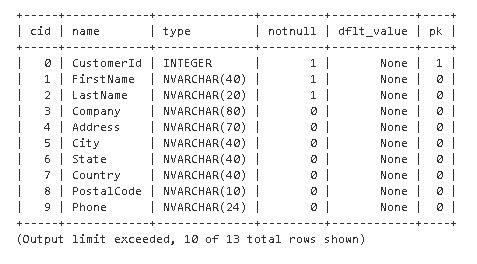 +-----+--------------+--------------+---------+------------+----+
| cid | name | type | notnull | dflt_value | pk |
+-----+--------------+--------------+---------+------------+----+
| 0 | CustomerId | INTEGER | 1 | None | 1 |
| 1 | FirstName | NVARCHAR(40) | 1 | None | 0 |
| 2 | LastName | NVARCHAR(20) | 1 | None | 0 |
| 3 | Company | NVARCHAR(80) | 0 | None | 0 |
| 4 | Address | NVARCHAR(70) | 0 | None | 0 |
| 5 | City | NVARCHAR(40) | 0 | None | 0 |
| 6 | State | NVARCHAR(40) | 0 | None | 0 |
| 7 | Country | NVARCHAR(40) | 0 | None | 0 |
| 8 | PostalCode | NVARCHAR(10) | 0 | None | 0 |
| 9 | Phone | NVARCHAR(24) | 0 | None | 0 |
+-----+--------------+--------------+---------+------------+----+
(Output limit exceeded, 10 of 13 total rows shown)